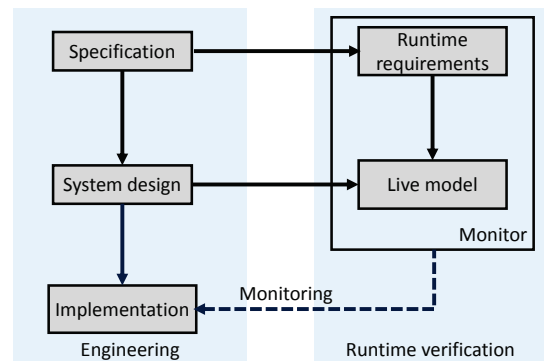 Specification
Runtime
requirements
System design
Live model
Monitor
Monitoring
Implementation
Engineering
Runtime verification